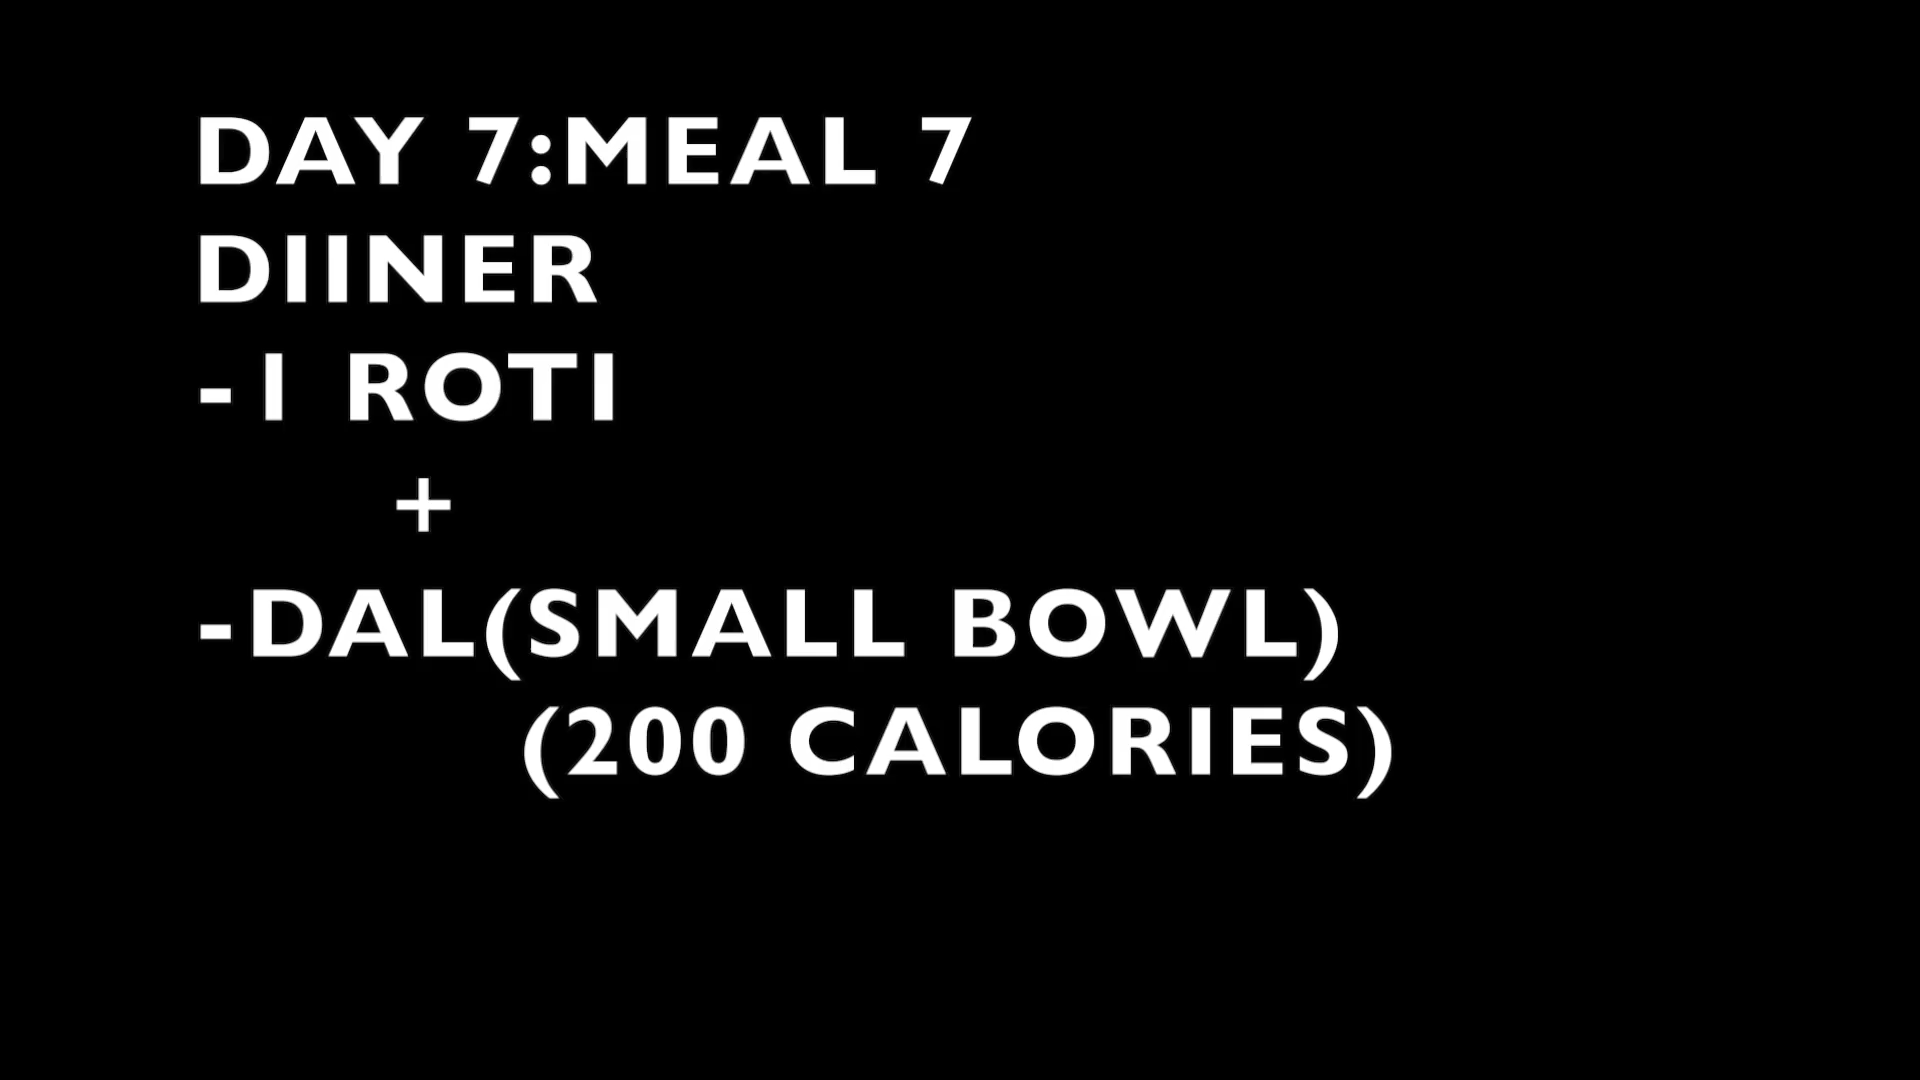 DAY 7:MEAL 7
DIINER
-1 ROTI
+
-DAL(SMALL BOWL)
(200 CALORIES)